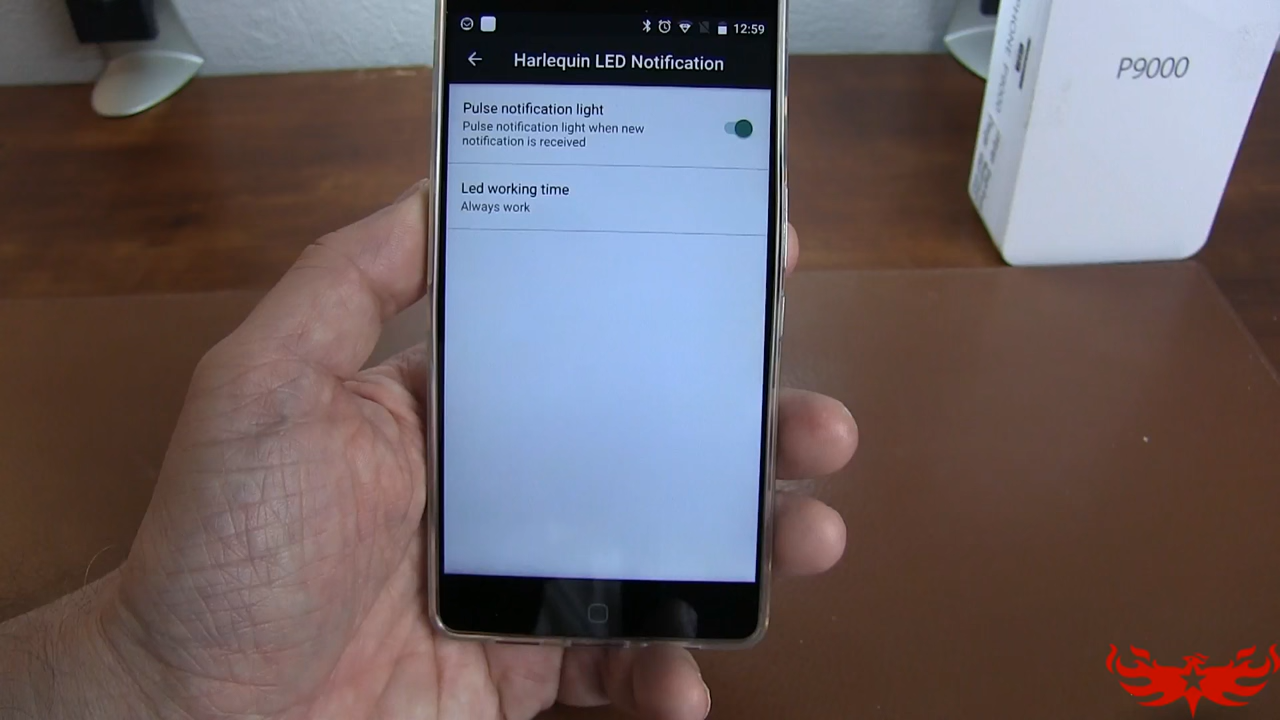 12:59
Harlequin LED Notification
Pulse notification light
Pulse notification light when new
notification is received
Led working time
Always work
P9000